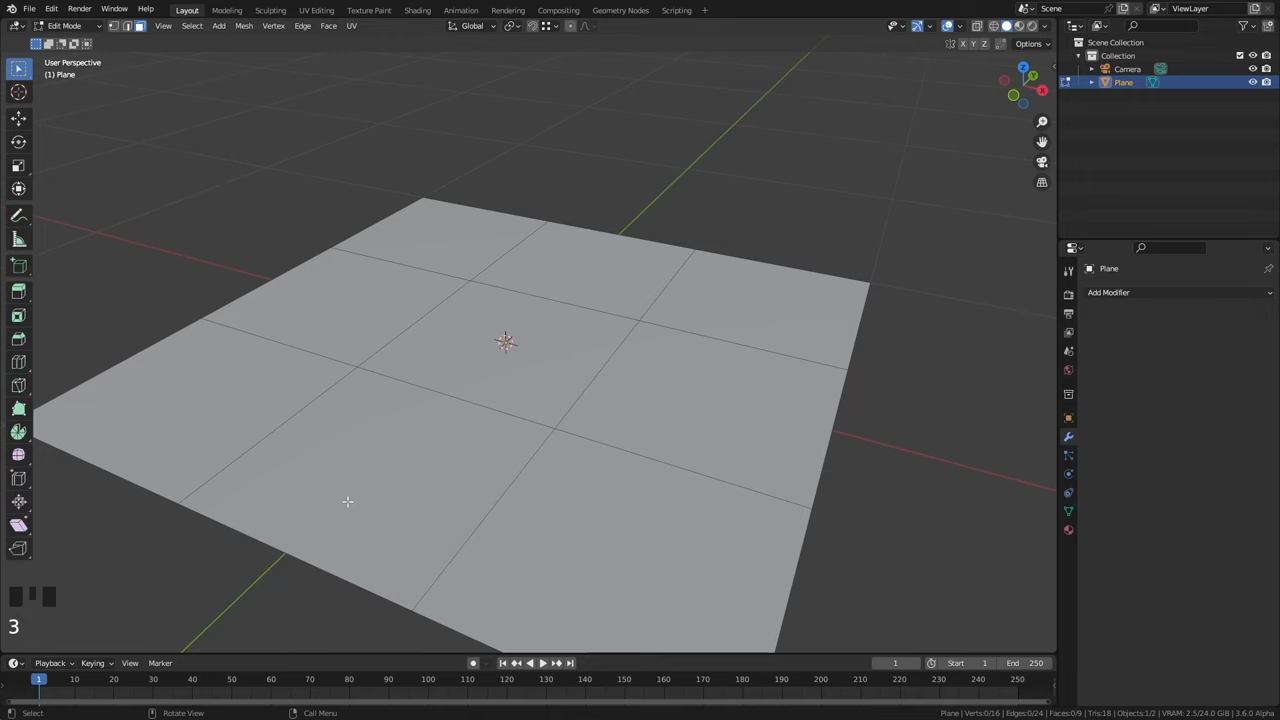 File Edit Render Window Help Layout Modeling Sculpting UV Editing Texture Paint Shading Animation Compositing Rendering Geometry Nodes Scripting + Scene ViewLayer
Edit Mode View Select Add Mesh Vertex Edge Face UV Global
X Y Z Options
Scene Collection
Collection
Camera
Plane
User Perspective
(1) Plane
Z
Y
X
Plane
Add Modifier
3
Playback Keying View Marker 1 Start 1 End 250
1 10 20 30 40 50 60 70 80 90 100 110 120 130 140 150 160 170 180 190 200 210 220 230 240 250
Select Rotate View Call Menu Plane | Verts:0/16 | Edges:0/24 | Faces:0/9 | Tris:18 | Objects:1/2 | VRAM: 2.5/24.0 GiB | 3.6.0 Alpha